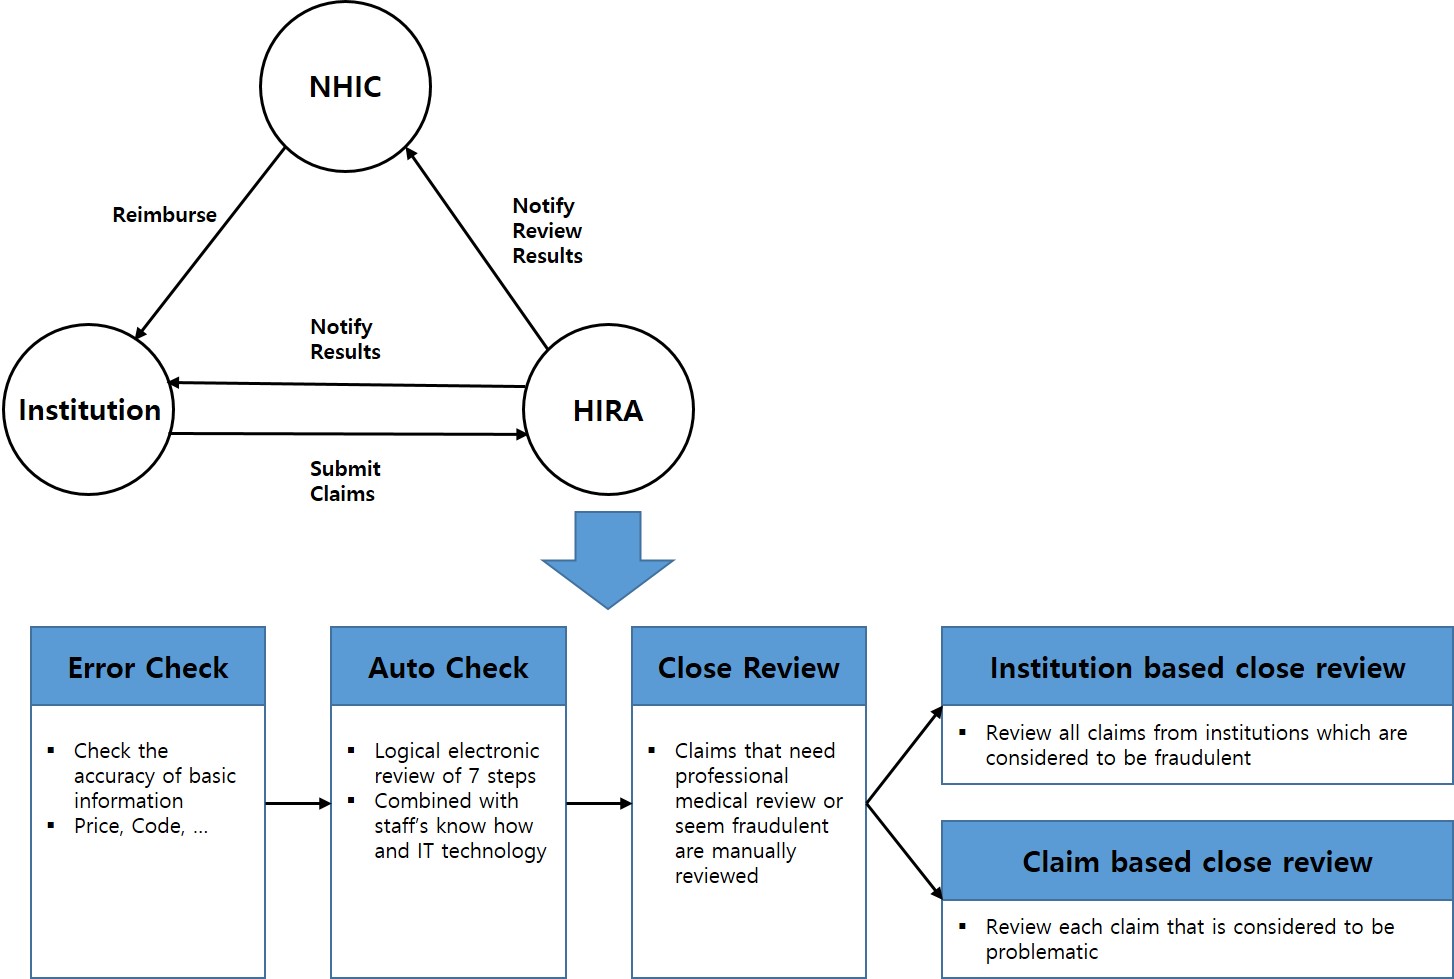 NHIC
Reimburse
Notify
Review
Results
Notify
Results
Institution
HIRA
Submit
Claims
Error Check
▪ Check the
accuracy of basic
information
▪ Price, Code, ...
Auto Check
▪ Logical electronic
review of 7 steps
▪ Combined with
staff's know how
and IT technology
Close Review
▪ Claims that need
professional
medical review or
seem fraudulent
are manually
reviewed
Institution based close review
▪ Review all claims from institutions which are
considered to be fraudulent
Claim based close review
▪ Review each claim that is considered to be
problematic